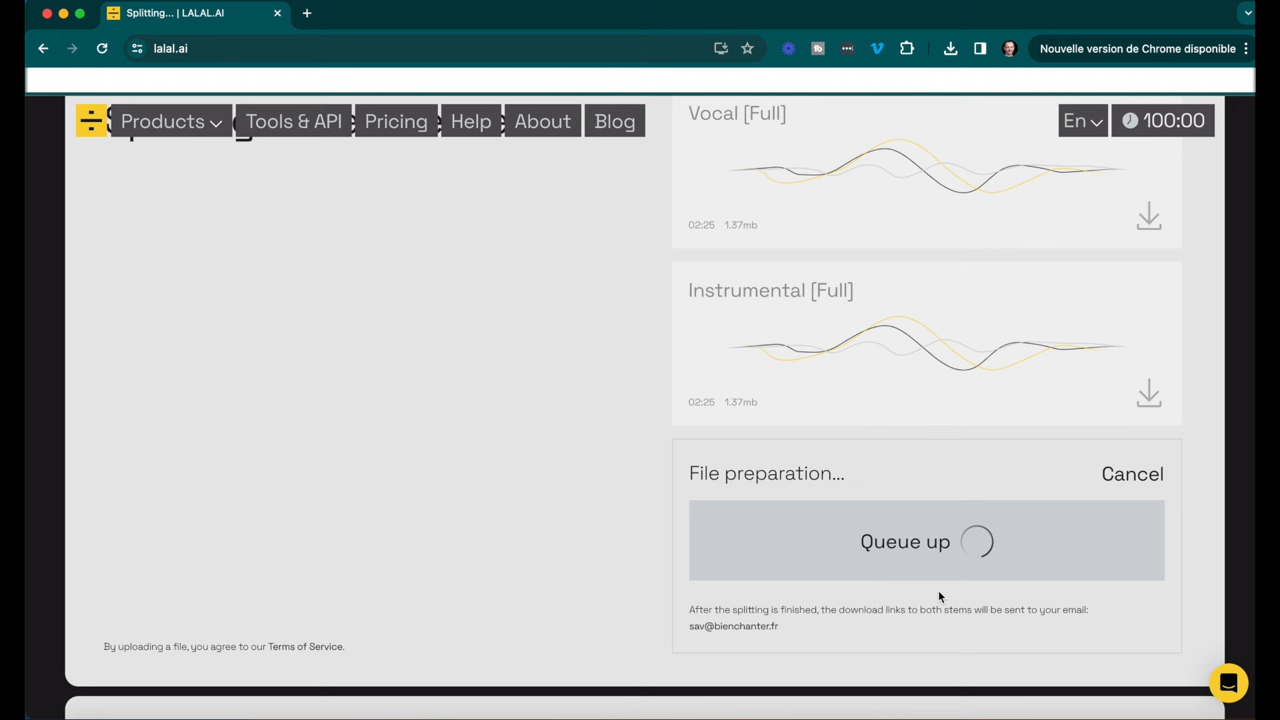 Splitting... | LALAL.AI
lalal.ai
Nouvelle version de Chrome disponible
Products
Tools & API
Pricing
Help
About
Blog
En
100:00
Vocal [Full]
02:25 1.37mb
Instrumental [Full]
02:25 1.37mb
File preparation...
Cancel
Queue up
After the splitting is finished, the download links to both stems will be sent to your email:
sav@bienchanter.fr
By uploading a file, you agree to our Terms of Service.